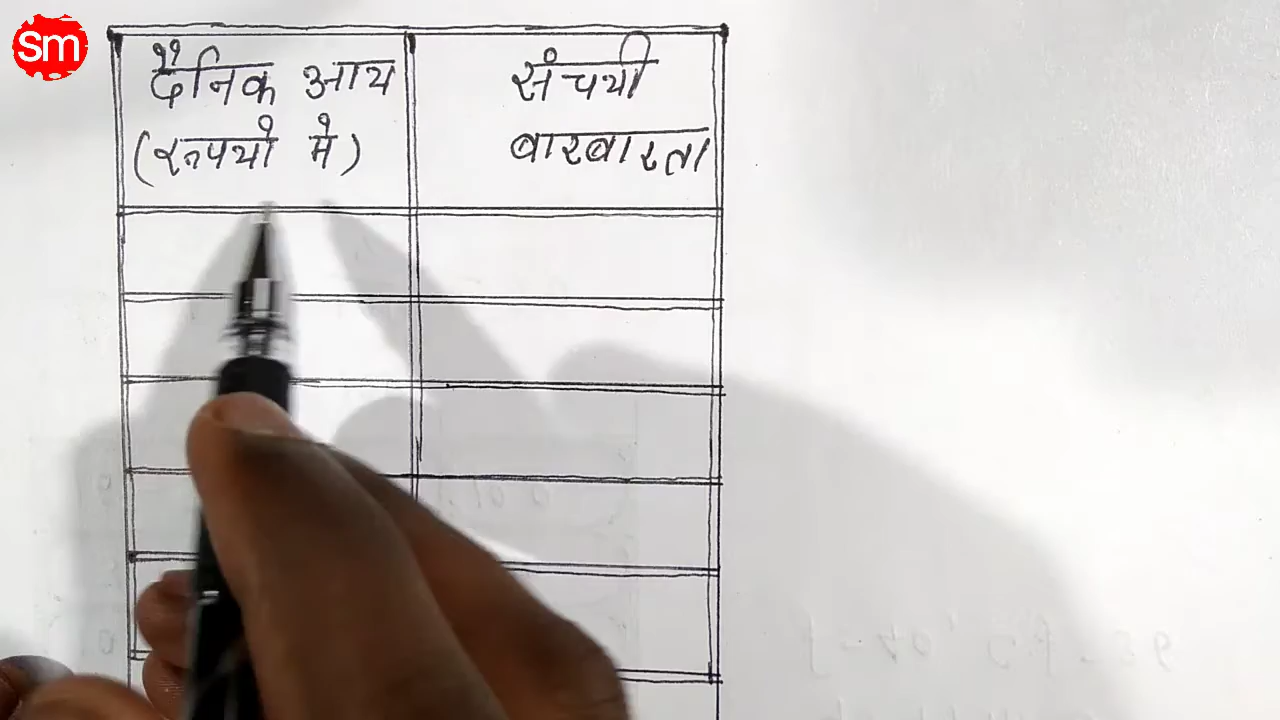 Sm
दैनिक आय
(रूपयो मे)
संचयी
बारबारता